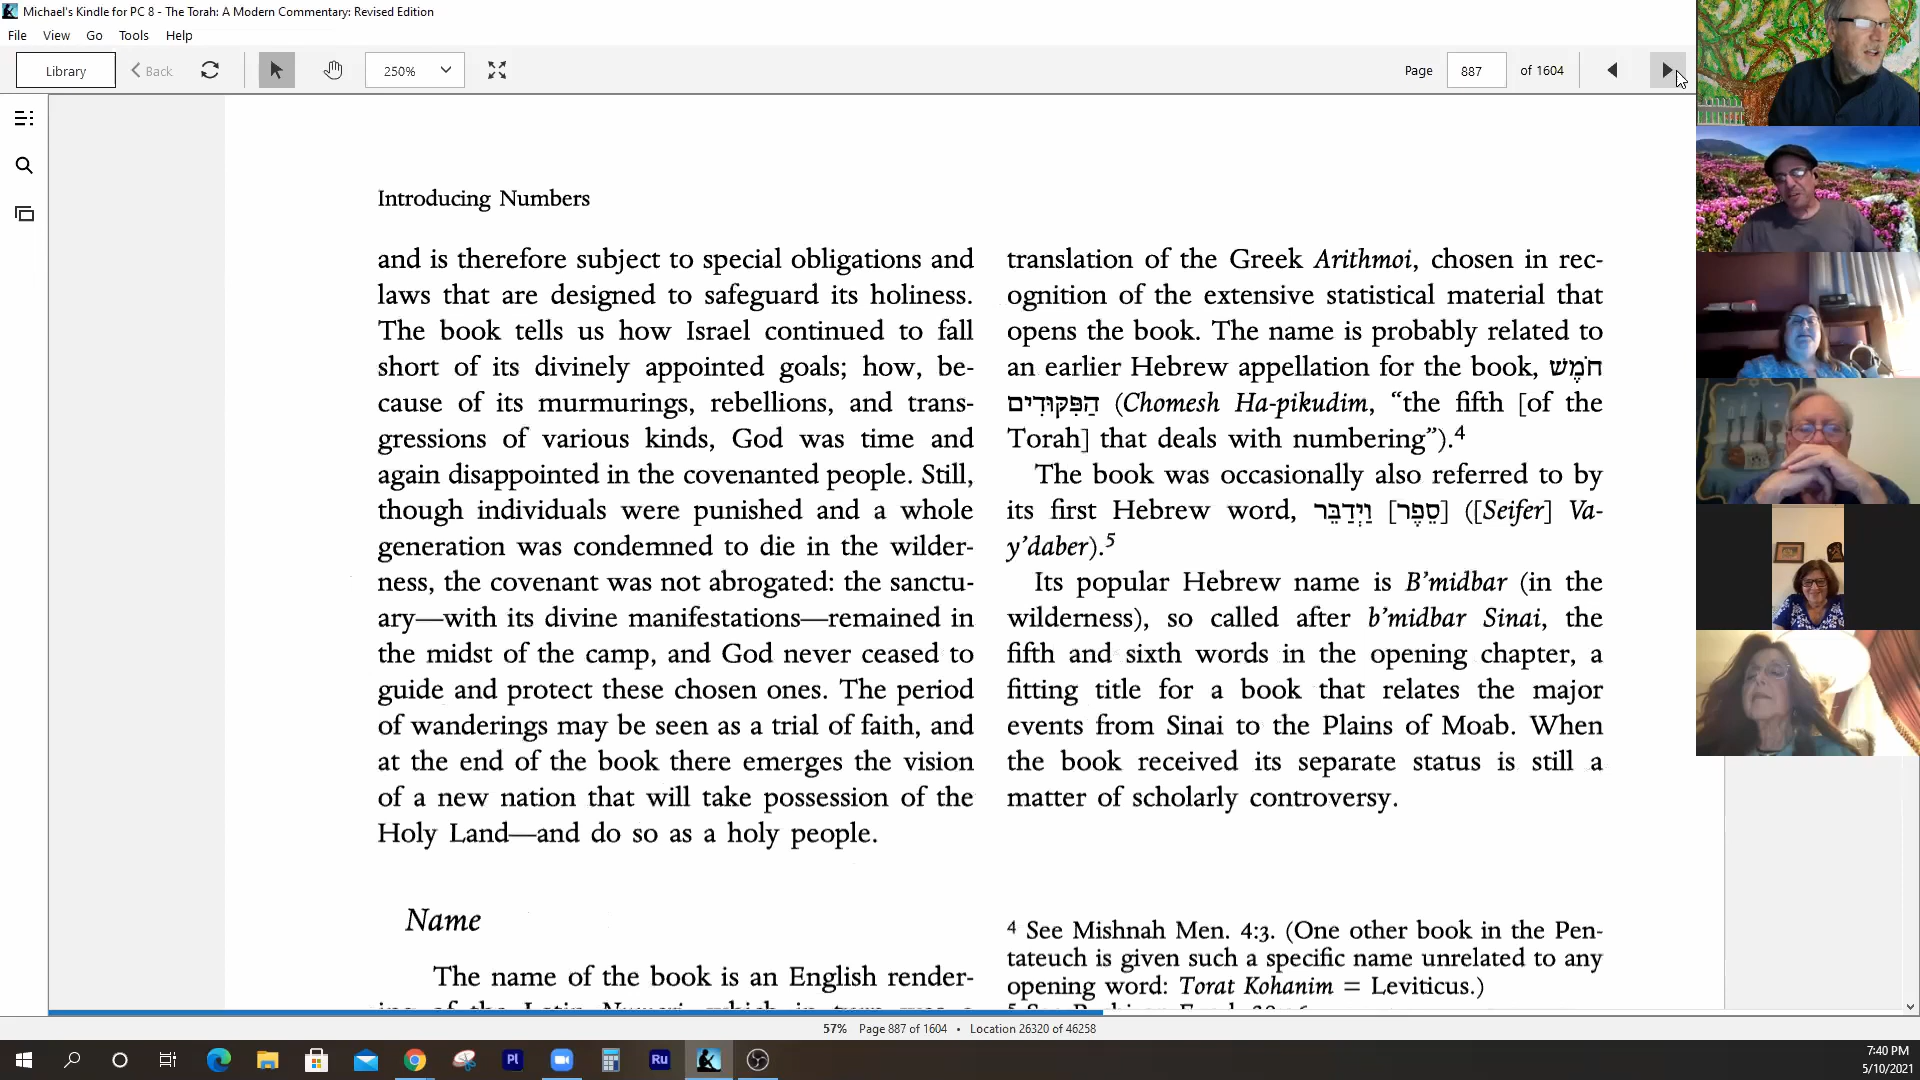 Michael's Kindle for PC 8 - The Torah: A Modern Commentary: Revised Edition
File View Go Tools Help
Library
Back
250%
Page 887 of 1604
Introducing Numbers
and is therefore subject to special obligations and
laws that are designed to safeguard its holiness.
The book tells us how Israel continued to fall
short of its divinely appointed goals; how, be-
cause of its murmurings, rebellions, and trans-
gressions of various kinds, God was time and
again disappointed in the covenanted people. Still,
though individuals were punished and a whole
generation was condemned to die in the wilder-
ness, the covenant was not abrogated: the sanctu-
ary—with its divine manifestations—remained in
the midst of the camp, and God never ceased to
guide and protect these chosen ones. The period
of wanderings may be seen as a trial of faith, and
at the end of the book there emerges the vision
of a new nation that will take possession of the
Holy Land—and do so as a holy people.
Name
The name of the book is an English render-
ing of the Latin Numeri, which in turn was a
translation of the Greek Arithmoi, chosen in rec-
ognition of the extensive statistical material that
opens the book. The name is probably related to
an earlier Hebrew appellation for the book, חֹמֶשׁ
הַפִּקּוּדִים (Chomesh Ha-pikudim, “the fifth [of the
Torah] that deals with numbering”).4
The book was occasionally also referred to by
its first Hebrew word, [סֵפֶר] וַיְדַבֵּר ([Seifer] Va-
y’daber).5
Its popular Hebrew name is B’midbar (in the
wilderness), so called after b’midbar Sinai, the
fifth and sixth words in the opening chapter, a
fitting title for a book that relates the major
events from Sinai to the Plains of Moab. When
the book received its separate status is still a
matter of scholarly controversy.
4 See Mishnah Men. 4:3. (One other book in the Pen-
tateuch is given such a specific name unrelated to any
opening word: Torat Kohanim = Leviticus.)
57% Page 887 of 1604 • Location 26320 of 46258
Pl
Ru
7:40 PM
5/10/2021